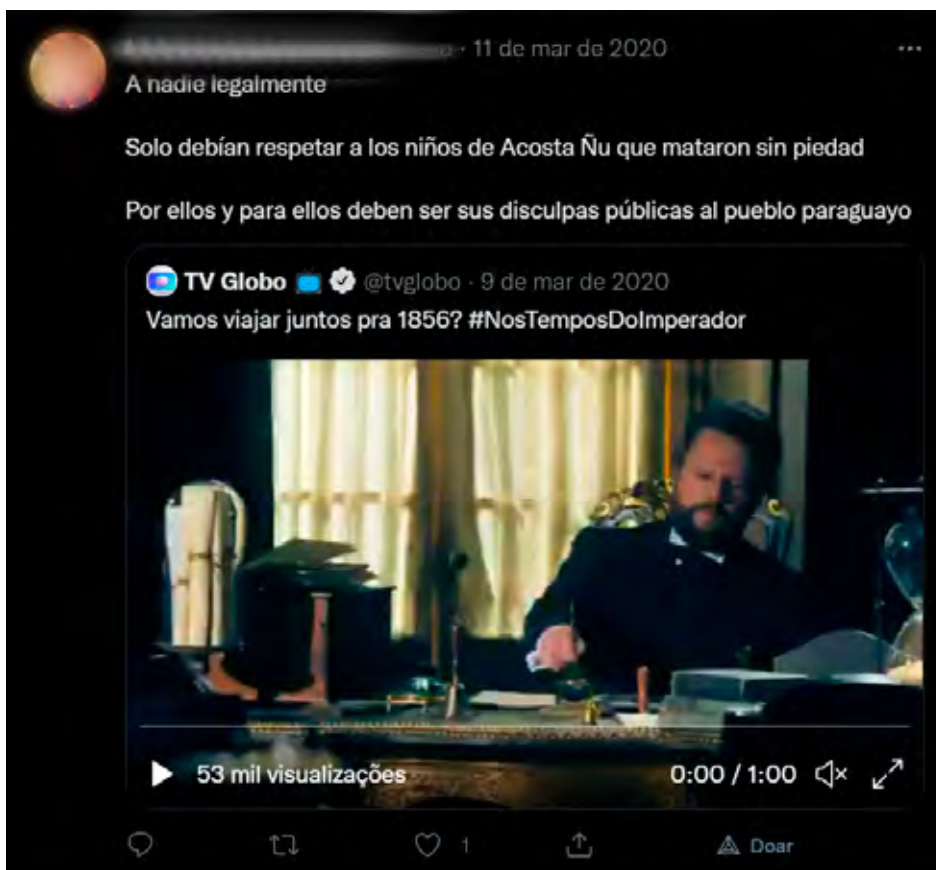 · 11 de mar de 2020
A nadie legalmente
Solo debían respetar a los niños de Acosta Ñu que mataron sin piedad
Por ellos y para ellos deben ser sus disculpas públicas al pueblo paraguayo
TV Globo @tvglobo · 9 de mar de 2020
Vamos viajar juntos pra 1856? #NosTemposDoImperador
53 mil visualizações 0:00 / 1:00
1 Doar